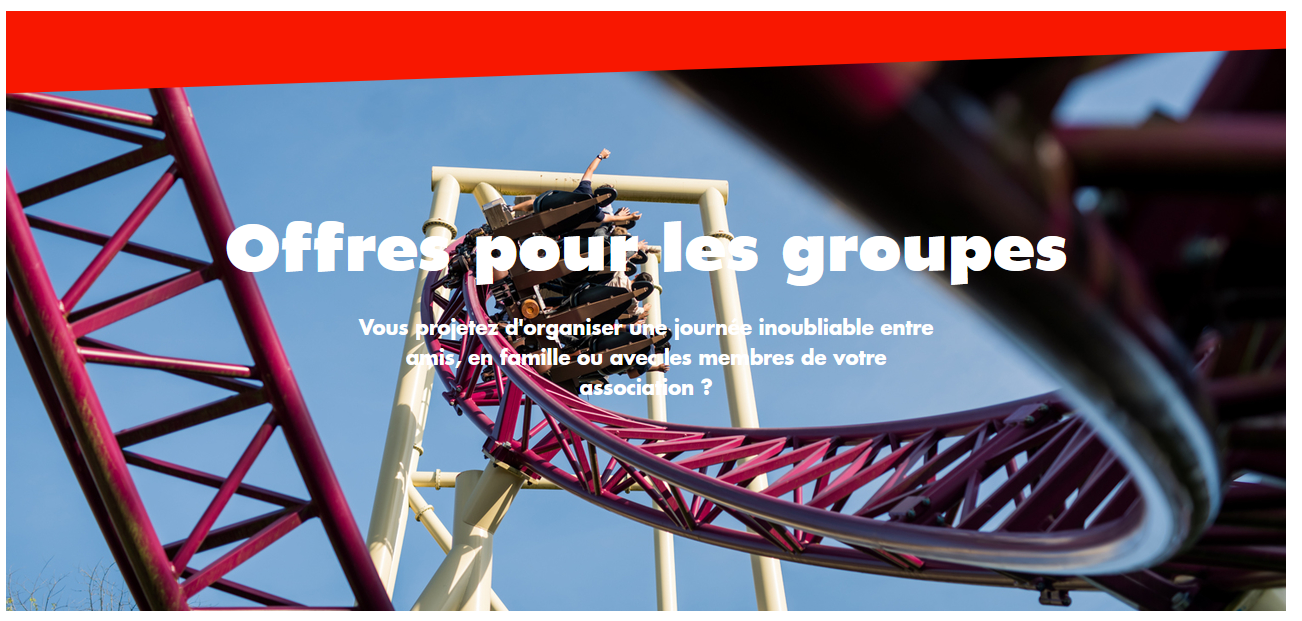 Offres pour les groupes
Vous projetez d'organiser une journée inoubliable entre
amis, en famille ou avec les membres de votre
association ?